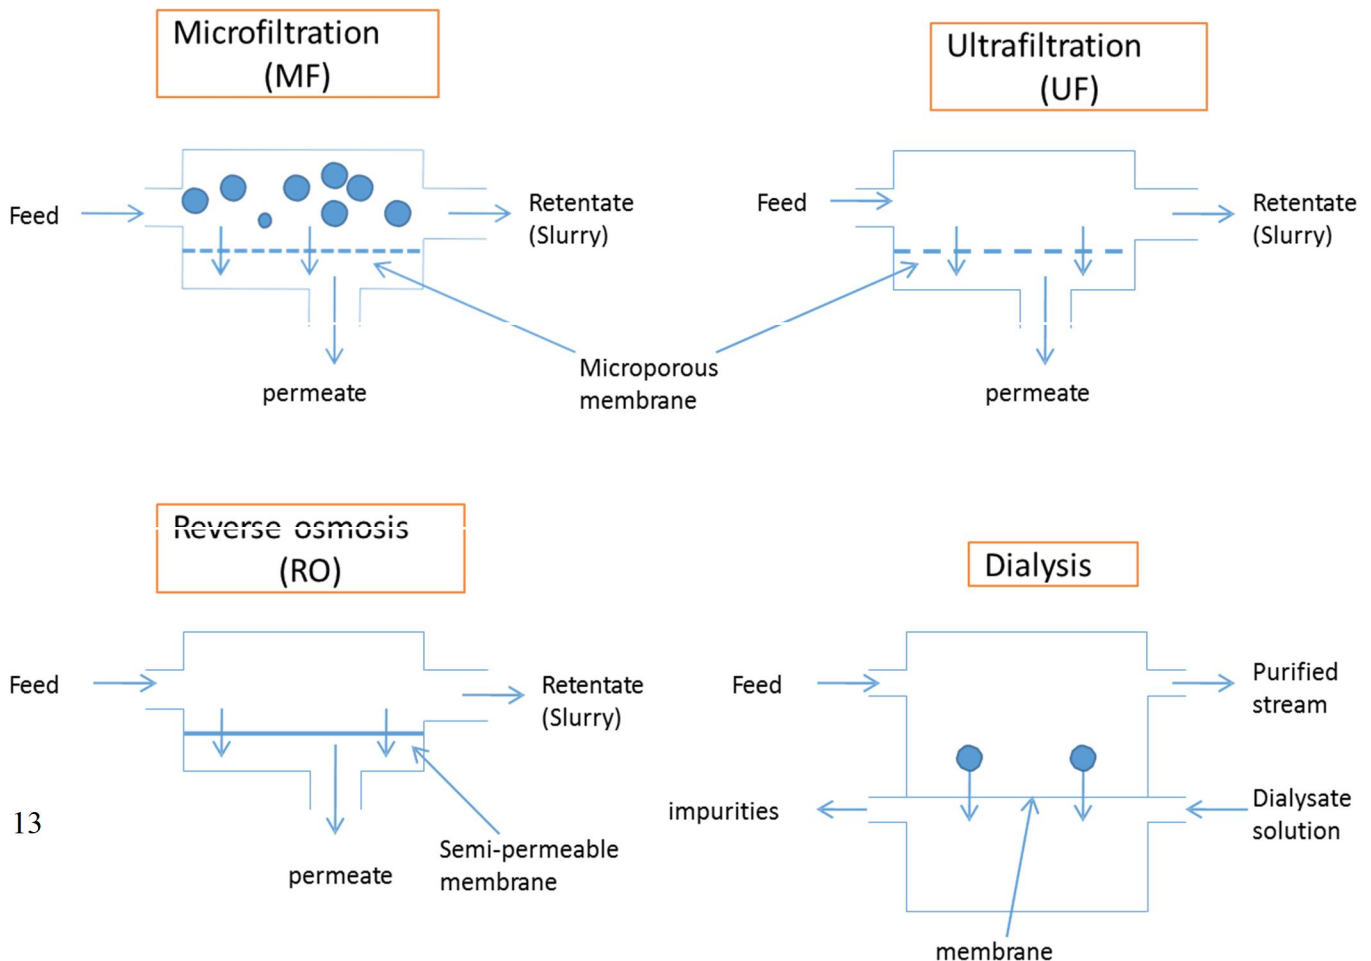 Microfiltration
(MF)
Ultrafiltration
(UF)
Feed
Retentate
(Slurry)
permeate
Feed
Retentate
(Slurry)
permeate
Microporous
membrane
Reverse osmosis
(RO)
Dialysis
Feed
Retentate
(Slurry)
permeate
Semi-permeable
membrane
Feed
Purified
stream
impurities
Dialysate
solution
membrane
13